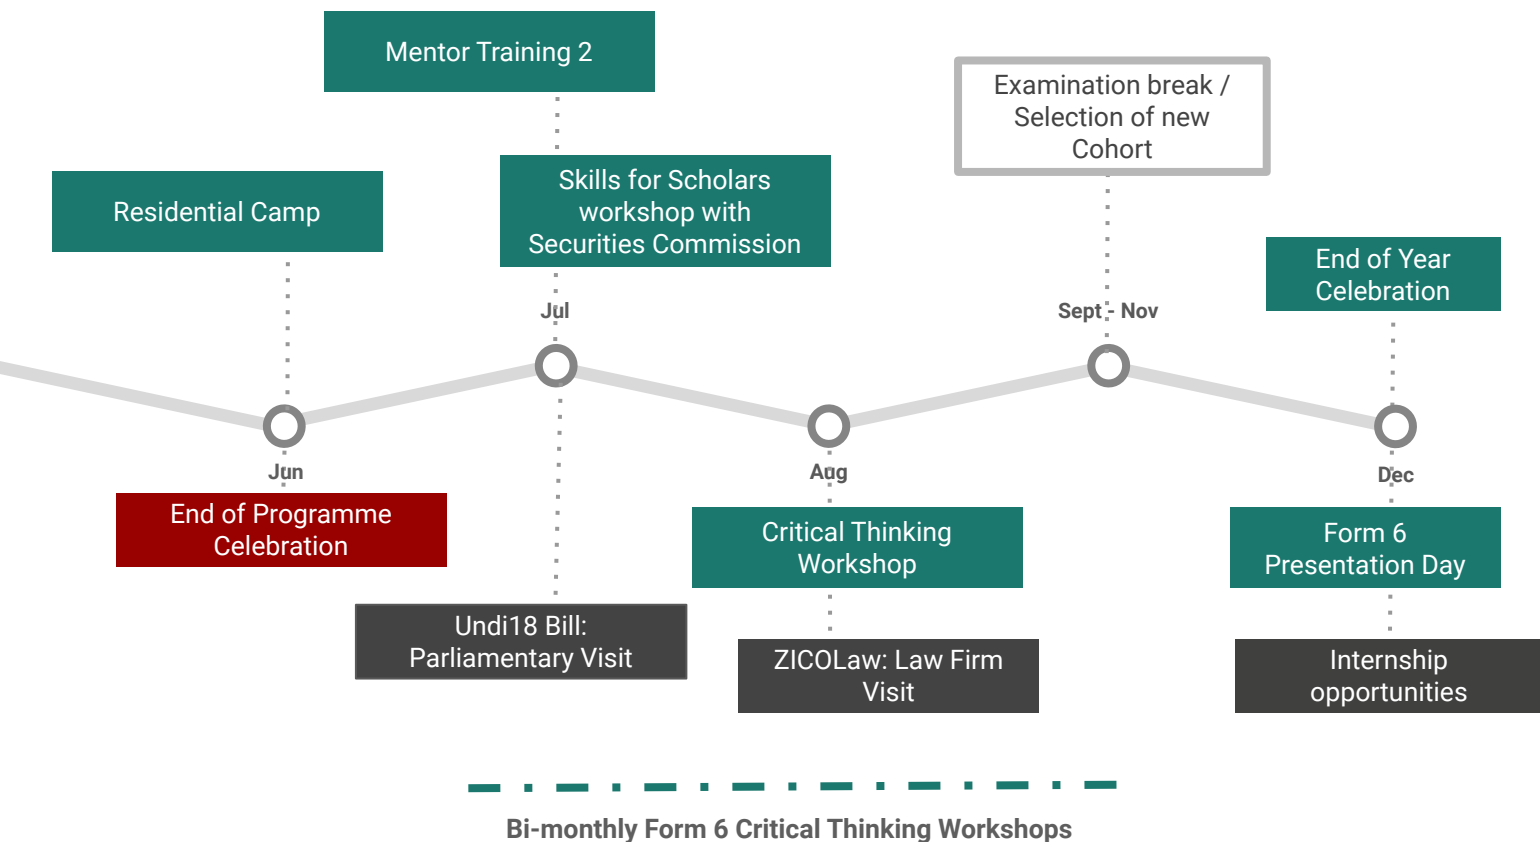 Mentor Training 2
Examination break /
Selection of new
Cohort
Residential Camp
Skills for Scholars
workshop with
Securities Commission
End of Year
Celebration
Jul
Sept - Nov
Jun
Aug
Dec
End of Programme
Celebration
Critical Thinking
Workshop
Form 6
Presentation Day
Undi18 Bill:
Parliamentary Visit
ZICOLaw: Law Firm
Visit
Internship
opportunities
Bi-monthly Form 6 Critical Thinking Workshops